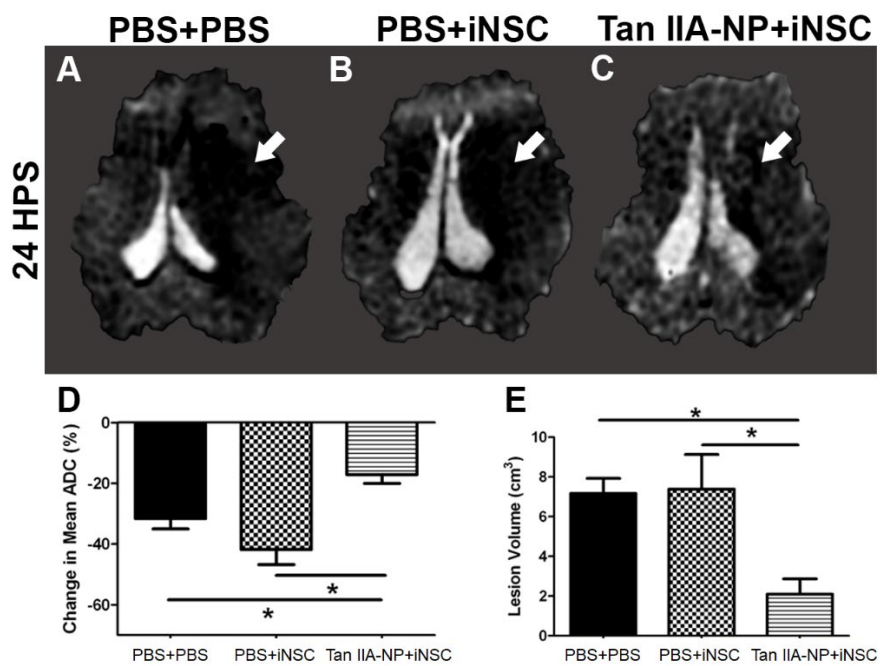 PBS+PBS PBS+iNSC Tan IIA-NP+iNSC
A B C
24 HPS
D
Change in Mean ADC (%)
0
-20
-40
-60
*
*
PBS+PBS PBS+iNSC Tan IIA-NP+iNSC
E
Lesion Volume (cm³)
10
8
6
4
2
0
*
*
PBS+PBS PBS+iNSC Tan IIA-NP+iNSC